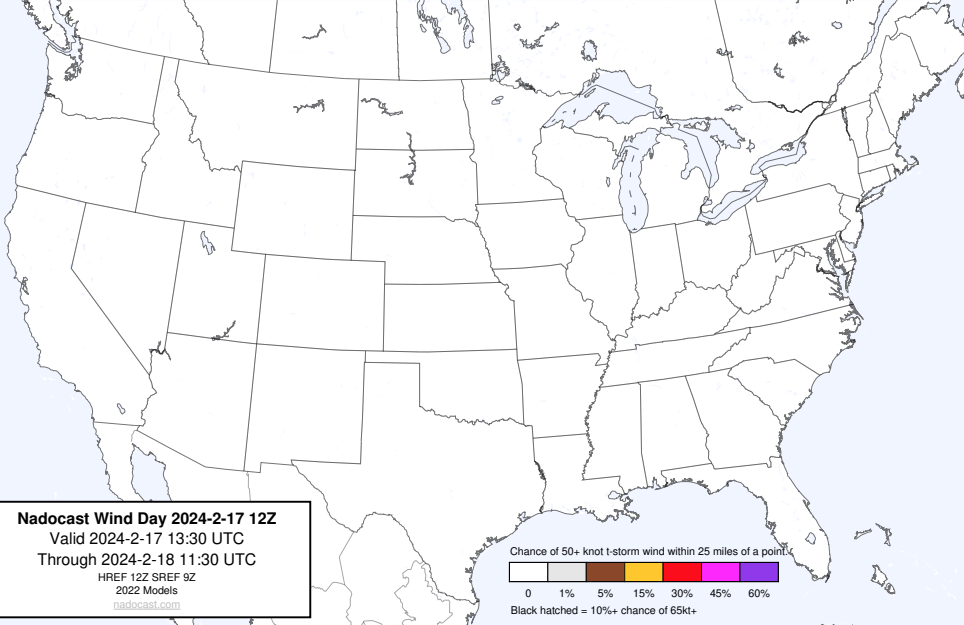 Nadocast Wind Day 2024-2-17 12Z
Valid 2024-2-17 13:30 UTC
Through 2024-2-18 11:30 UTC
HREF 12Z SREF 9Z
2022 Models
nadocast.com
Chance of 50+ knot t-storm wind within 25 miles of a point.
0 1% 5% 15% 30% 45% 60%
Black hatched = 10%+ chance of 65kt+